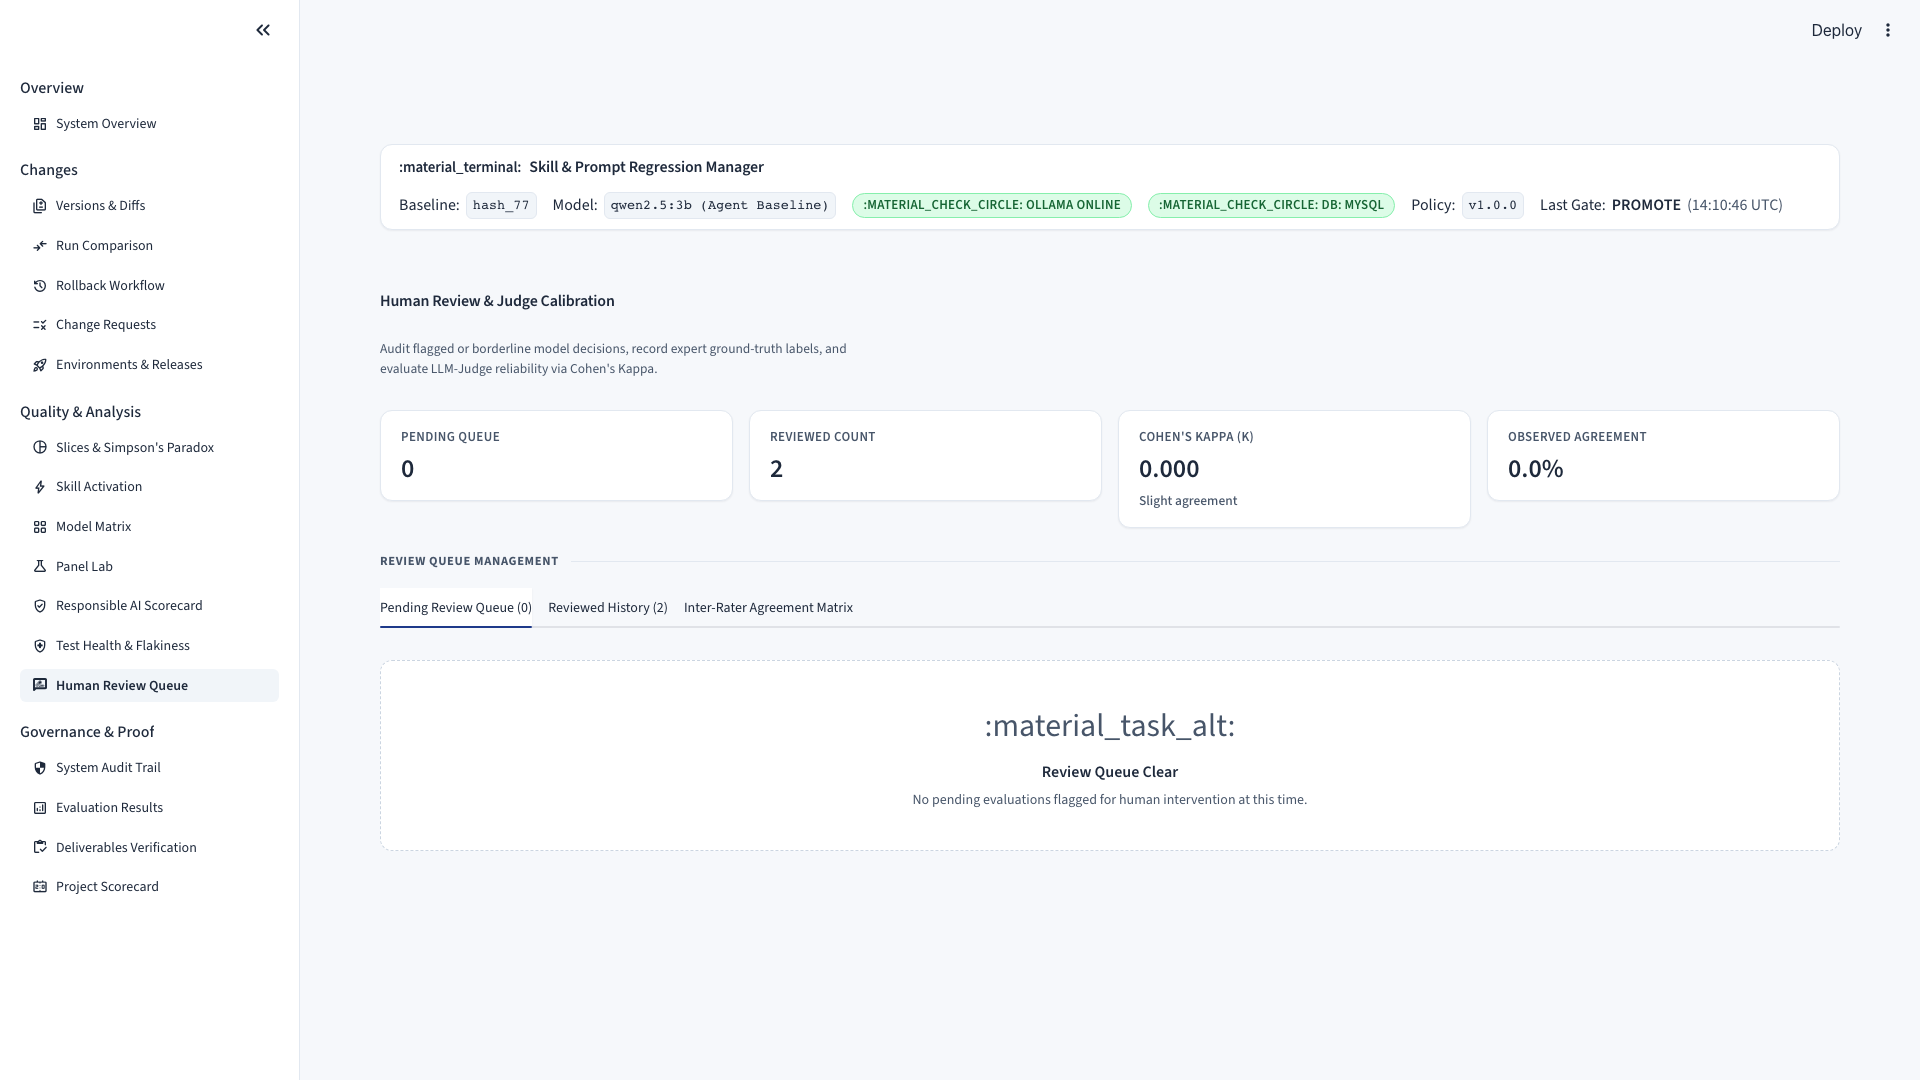 Deploy
Overview
System Overview
Changes
Versions & Diffs
Run Comparison
Rollback Workflow
Change Requests
Environments & Releases
Quality & Analysis
Slices & Simpson's Paradox
Skill Activation
Model Matrix
Panel Lab
Responsible AI Scorecard
Test Health & Flakiness
Human Review Queue
Governance & Proof
System Audit Trail
Evaluation Results
Deliverables Verification
Project Scorecard
:material_terminal: Skill & Prompt Regression Manager
Baseline: hash_77 Model: qwen2.5:3b (Agent Baseline) :MATERIAL_CHECK_CIRCLE: OLLAMA ONLINE :MATERIAL_CHECK_CIRCLE: DB: MYSQL Policy: v1.0.0 Last Gate: PROMOTE (14:10:46 UTC)
Human Review & Judge Calibration
Audit flagged or borderline model decisions, record expert ground-truth labels, and
evaluate LLM-Judge reliability via Cohen's Kappa.
PENDING QUEUE
0
REVIEWED COUNT
2
COHEN'S KAPPA (K)
0.000
Slight agreement
OBSERVED AGREEMENT
0.0%
REVIEW QUEUE MANAGEMENT
Pending Review Queue (0) Reviewed History (2) Inter-Rater Agreement Matrix
:material_task_alt:
Review Queue Clear
No pending evaluations flagged for human intervention at this time.